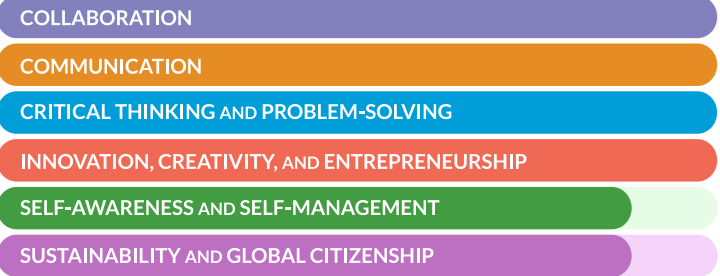 COLLABORATION
COMMUNICATION
CRITICAL THINKING AND PROBLEM-SOLVING
INNOVATION, CREATIVITY, AND ENTREPRENEURSHIP
SELF-AWARENESS AND SELF-MANAGEMENT
SUSTAINABILITY AND GLOBAL CITIZENSHIP